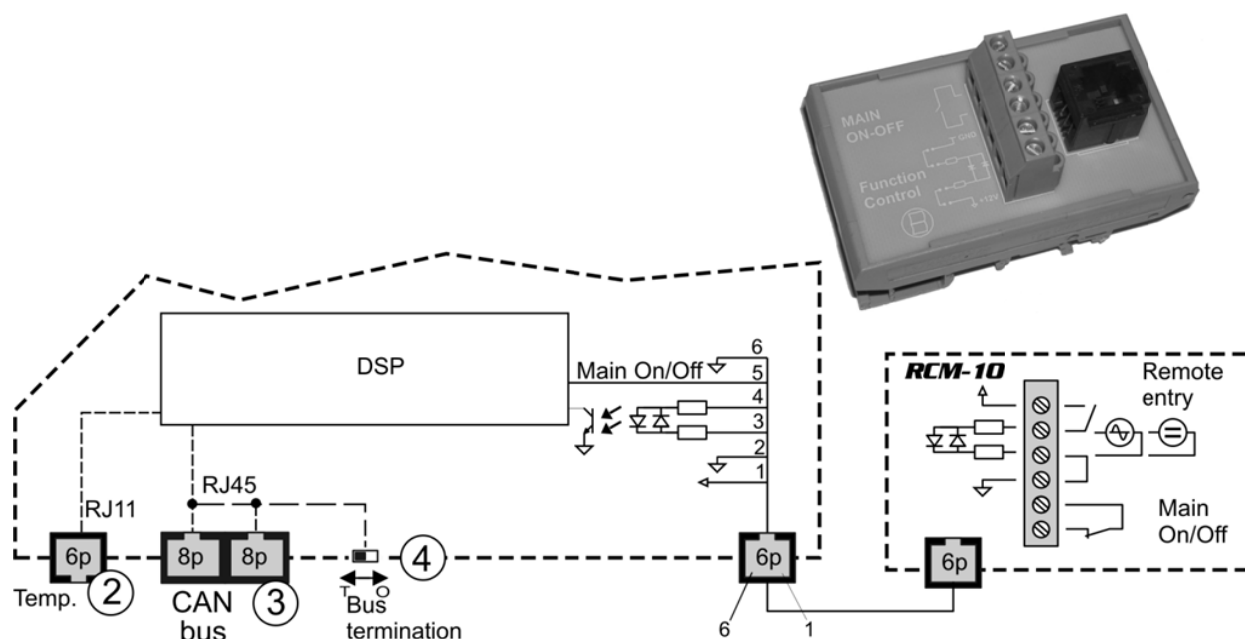 MAIN
ON-OFF
GND
Function
Control
+12V
DSP
Main On/Off
6
5
4
3
2
1
RCM-10
Remote
entry
Main
On/Off
RJ11
RJ45
6p
8p
8p
6p
6p
2
3
4
Temp.
CAN
bus
T
O
Bus
termination
6
1